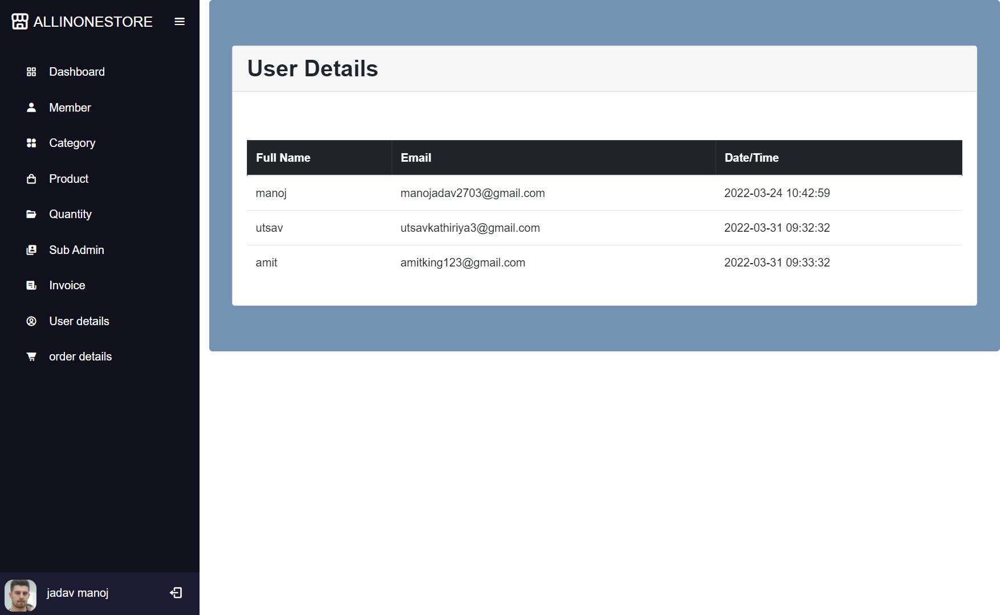 ALLINONESTORE
Dashboard
Member
Category
Product
Quantity
Sub Admin
Invoice
User details
order details
jadav manoj
User Details
Full Name Email Date/Time
manoj manojadav2703@gmail.com 2022-03-24 10:42:59
utsav utsavkathiriya3@gmail.com 2022-03-31 09:32:32
amit amitking123@gmail.com 2022-03-31 09:33:32